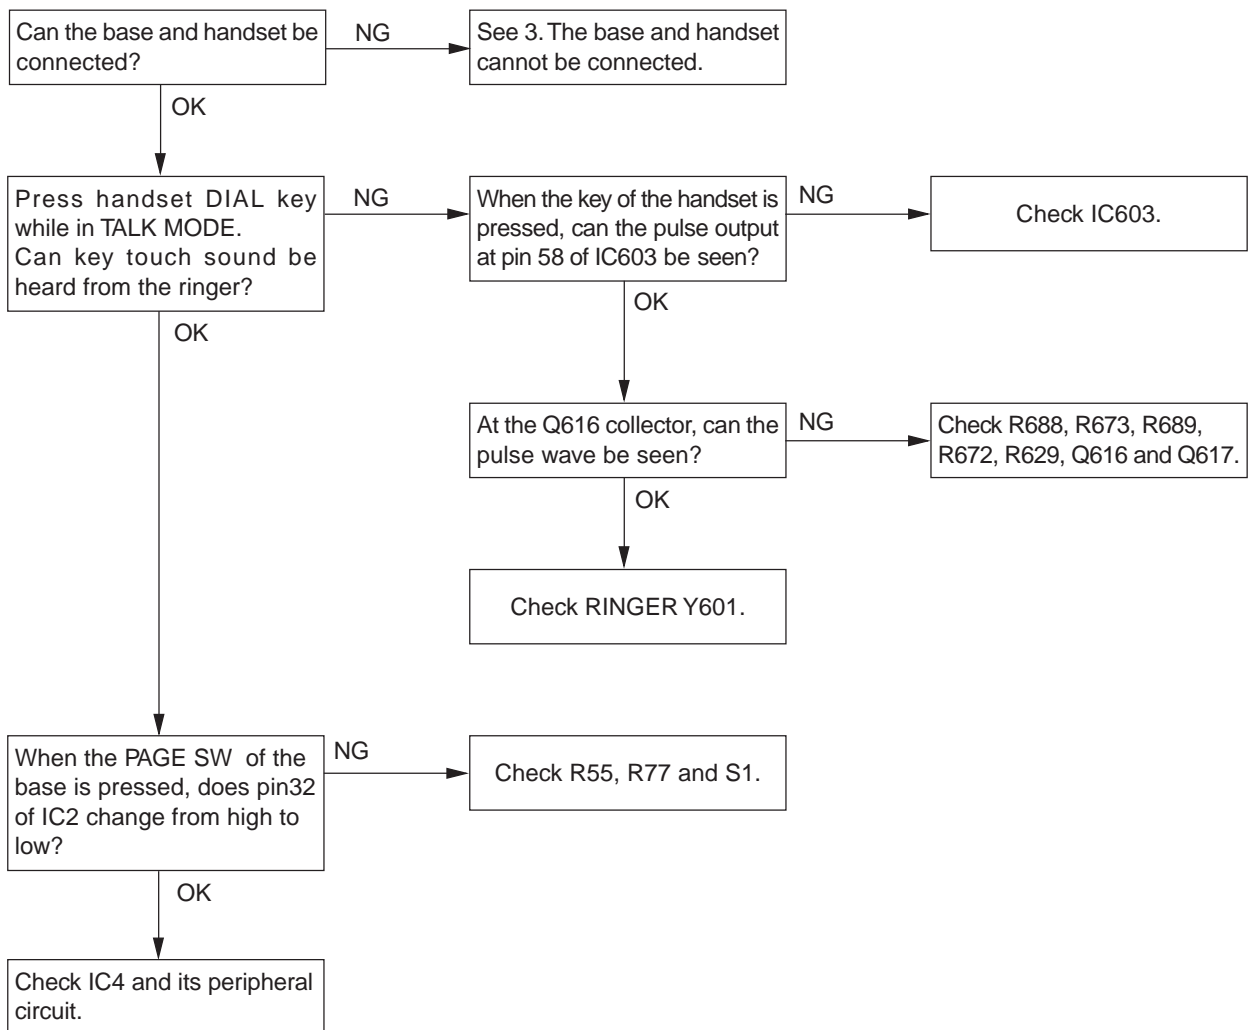 Can the base and handset be
connected?
NG
See 3. The base and handset
cannot be connected.
OK
Press handset DIAL key
while in TALK MODE.
Can key touch sound be
heard from the ringer?
NG
When the key of the handset is
pressed, can the pulse output
at pin 58 of IC603 be seen?
NG
Check IC603.
OK
OK
At the Q616 collector, can the
pulse wave be seen?
NG
Check R688, R673, R689,
R672, R629, Q616 and Q617.
OK
Check RINGER Y601.
When the PAGE SW of the
base is pressed, does pin32
of IC2 change from high to
low?
NG
Check R55, R77 and S1.
OK
Check IC4 and its peripheral
circuit.